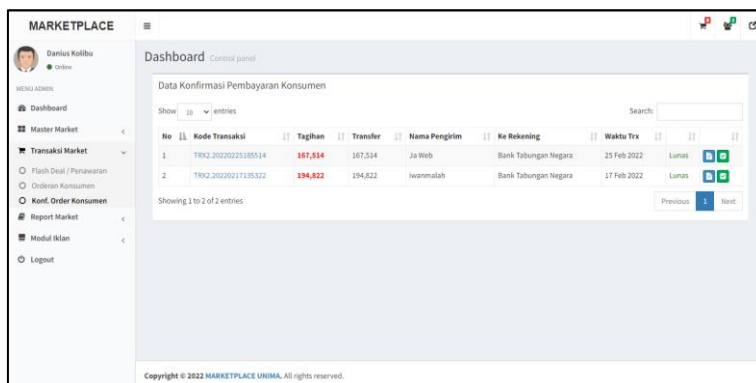 MARKETPLACE
Danius Kolibu
Online
MENU ADMIN
Dashboard
Master Market
Transaksi Market
Flash Deal / Penawaran
Orderan Konsumen
Konf. Order Konsumen
Report Market
Modul Iklan
Logout
Dashboard Control panel
Data Konfirmasi Pembayaran Konsumen
Show 10 entries Search:
No Kode Transaksi Tagihan Transfer Nama Pengirim Ke Rekening Waktu Trx
1 TRX2.20220225185514 167,514 167,514 Ja Web Bank Tabungan Negara 25 Feb 2022 Lunas
2 TRX2.20220217135322 194,822 194,822 iwanmalah Bank Tabungan Negara 17 Feb 2022 Lunas
Showing 1 to 2 of 2 entries Previous 1 Next
Copyright © 2022 MARKETPLACE UNIMA. All rights reserved.